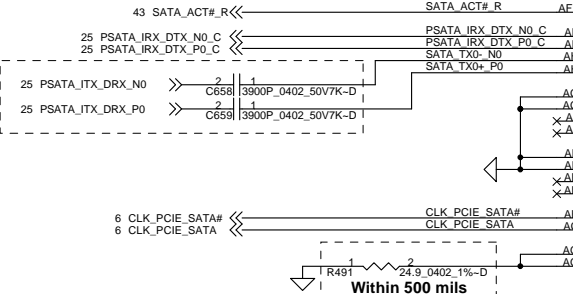 43 SATA_ACT#_R SATA_ACT#_R AF
25 PSATA_IRX_DTX_N0_C PSATA_IRX_DTX_N0_C
25 PSATA_IRX_DTX_P0_C PSATA_IRX_DTX_P0_C
SATA_TX0-_N0
SATA_TX0+_P0
25 PSATA_ITX_DRX_N0 2 1
C658 3900P_0402_50V7K~D
25 PSATA_ITX_DRX_P0 2 1
C659 3900P_0402_50V7K~D
6 CLK_PCIE_SATA# CLK_PCIE_SATA#
6 CLK_PCIE_SATA CLK_PCIE_SATA
1 2
R491 24.9_0402_1%~D
Within 500 mils